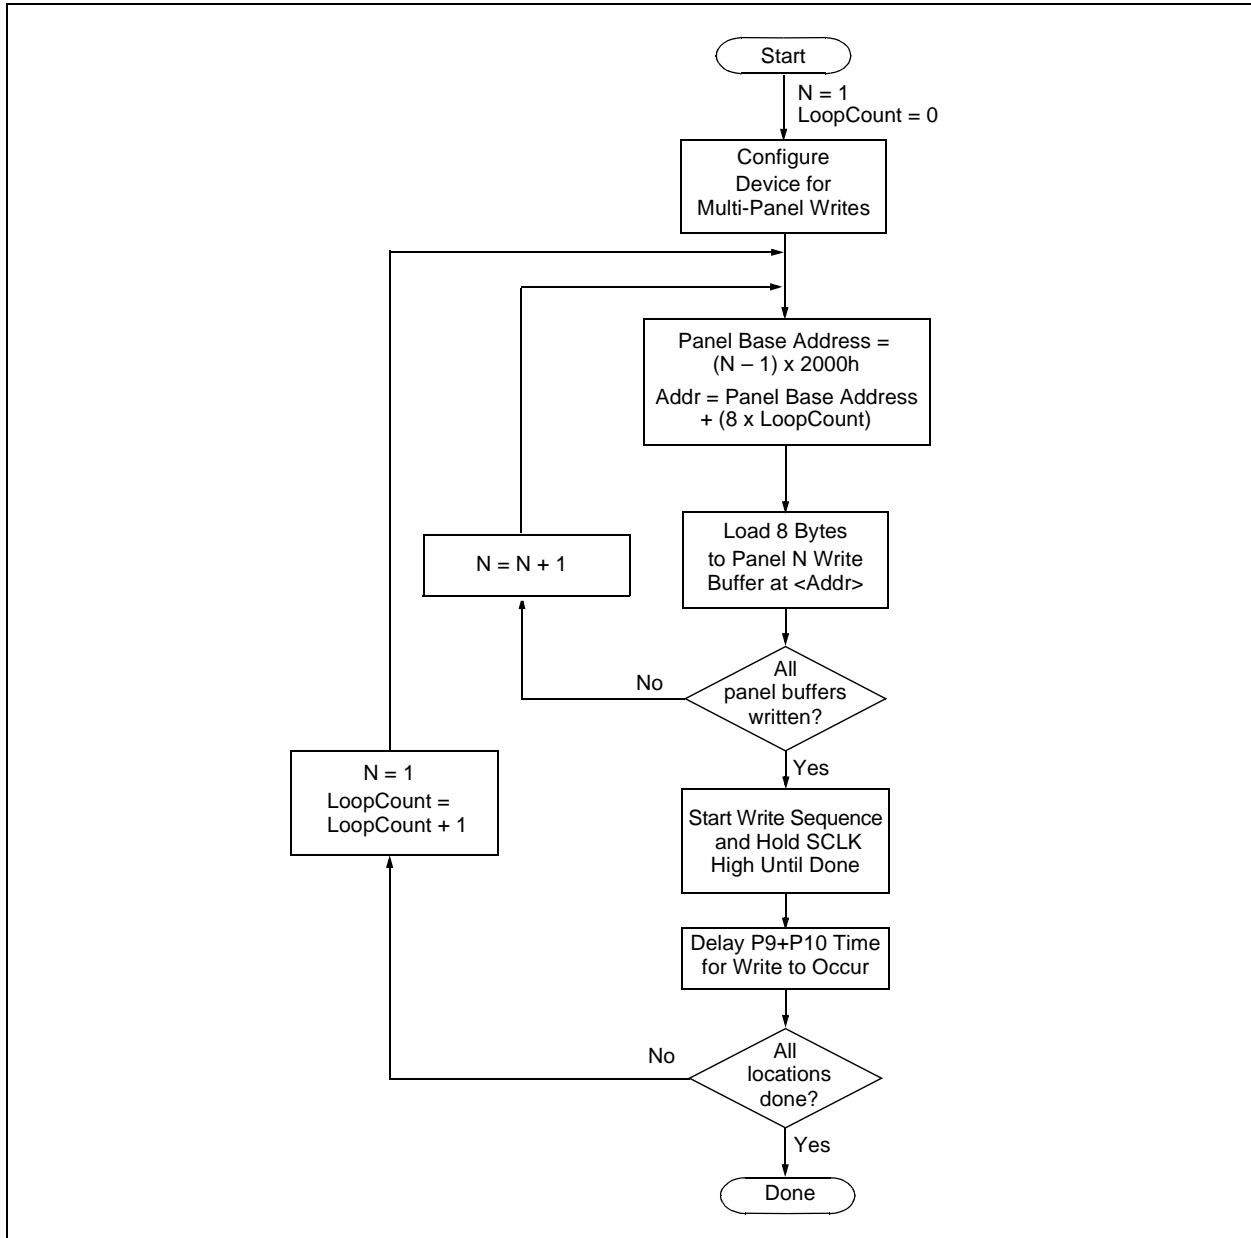 Start
N = 1
LoopCount = 0
Configure
Device for
Multi-Panel Writes
Panel Base Address =
(N – 1) x 2000h
Addr = Panel Base Address
+ (8 x LoopCount)
Load 8 Bytes
to Panel N Write
Buffer at <Addr>
N = N + 1
All
panel buffers
written?
No
Yes
N = 1
LoopCount =
LoopCount + 1
Start Write Sequence
and Hold SCLK
High Until Done
Delay P9+P10 Time
for Write to Occur
All
locations
done?
No
Yes
Done